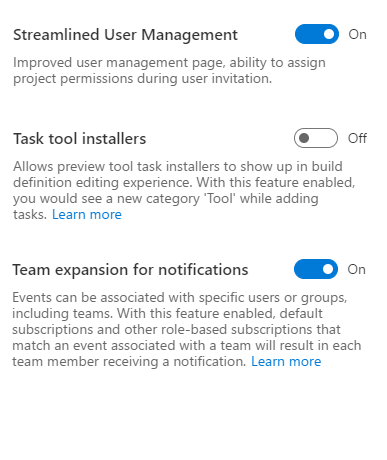 Streamlined User Management On
Improved user management page, ability to assign
project permissions during user invitation.
Task tool installers Off
Allows preview tool task installers to show up in build
definition editing experience. With this feature enabled,
you would see a new category 'Tool' while adding
tasks. Learn more
Team expansion for notifications On
Events can be associated with specific users or groups,
including teams. With this feature enabled, default
subscriptions and other role-based subscriptions that
match an event associated with a team will result in each
team member receiving a notification. Learn more